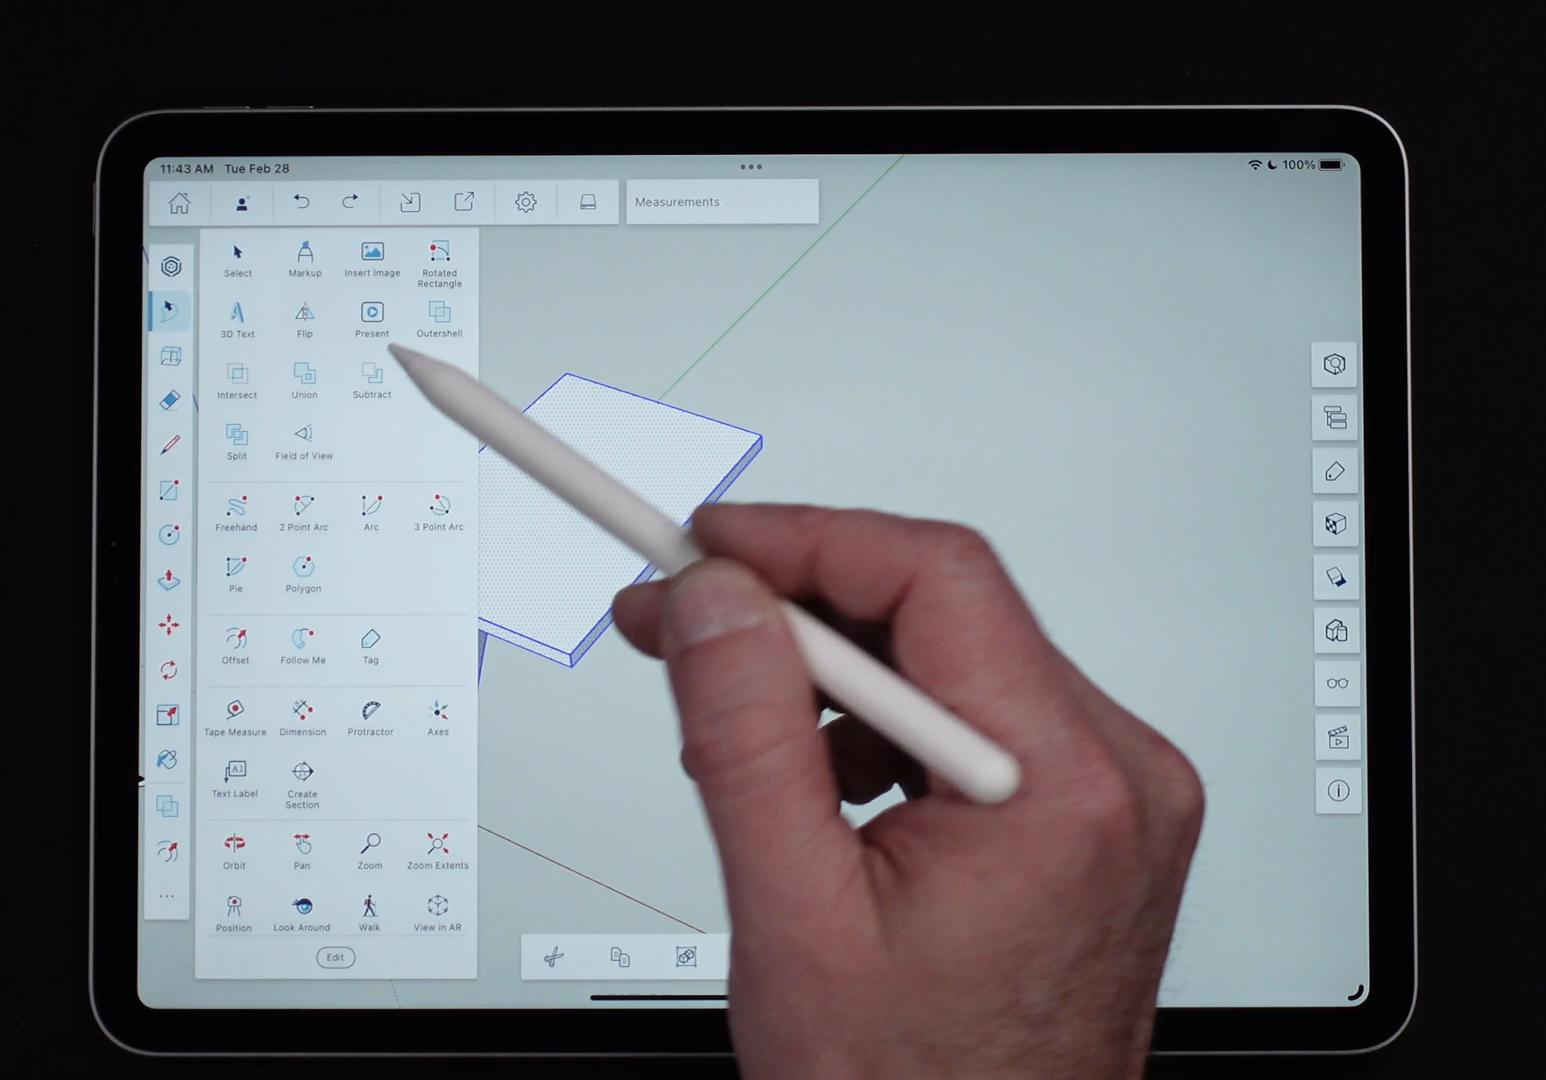 11:43 AM Tue Feb 28
100%
Measurements
Select Markup Insert Image Rotated
Rectangle
3D Text Flip Present Outershell
Intersect Union Subtract
Split Field of View
Freehand 2 Point Arc Arc 3 Point Arc
Pie Polygon
Offset Follow Me Tag
Tape Measure Dimension Protractor Axes
A1
Text Label Create
Section
Orbit Pan Zoom Zoom Extents
Position Look Around Walk View in AR
Edit